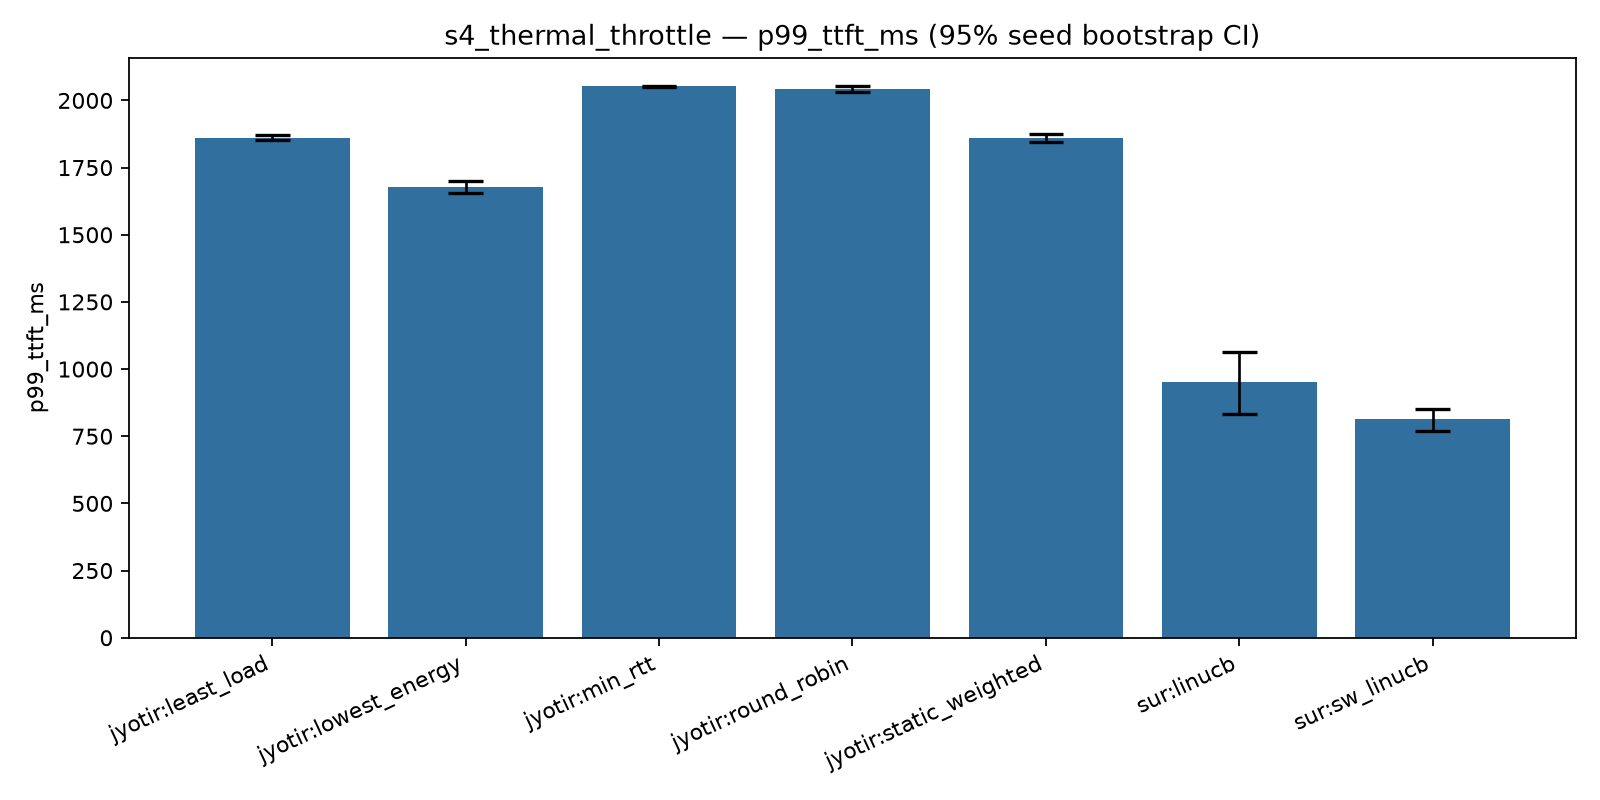 s4_thermal_throttle — p99_ttft_ms (95% seed bootstrap CI)
p99_ttft_ms
2000
1750
1500
1250
1000
750
500
250
0
jyotir:least_load
jyotir:lowest_energy
jyotir:min_rtt
jyotir:round_robin
jyotir:static_weighted
sur:linucb
sur:sw_linucb